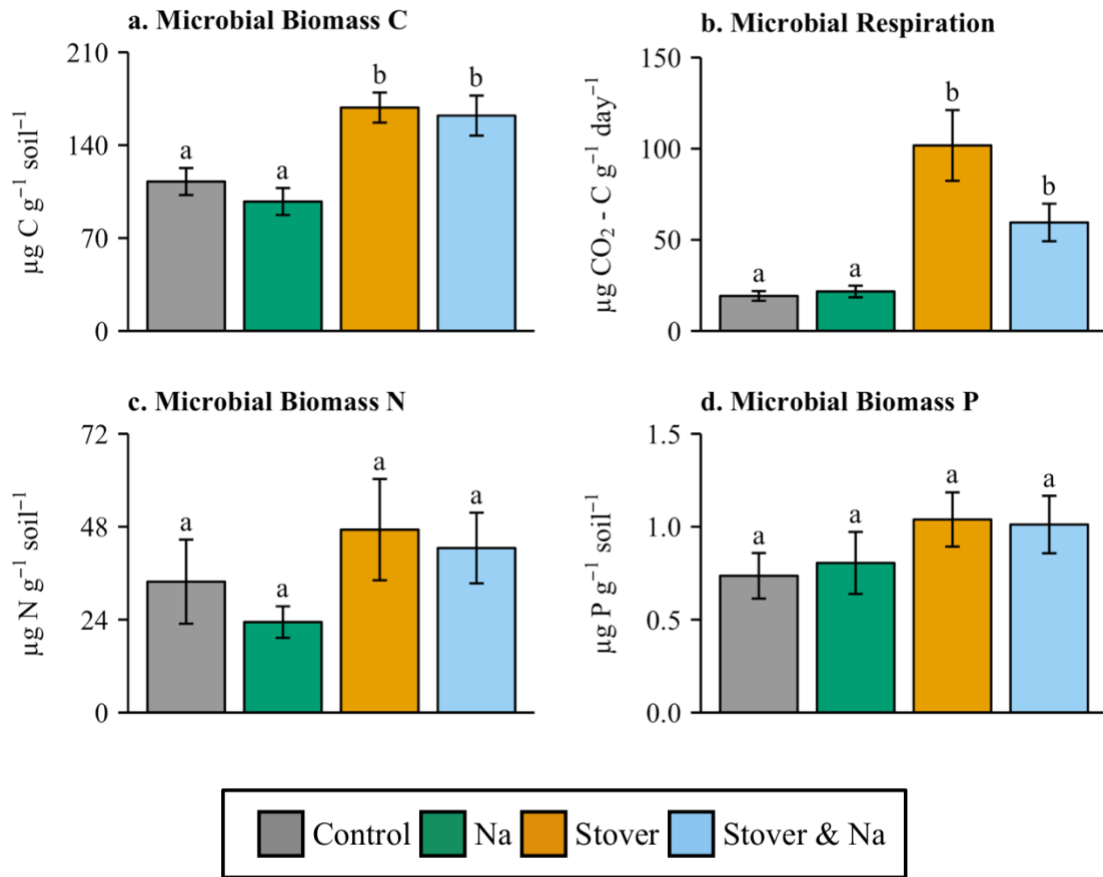 a. Microbial Biomass C
µg C g⁻¹ soil⁻¹
210
140
70
0
a
a
b
b
b. Microbial Respiration
µg CO₂ - C g⁻¹ day⁻¹
150
100
50
0
a
a
b
b
c. Microbial Biomass N
µg N g⁻¹ soil⁻¹
72
48
24
0
a
a
a
a
d. Microbial Biomass P
µg P g⁻¹ soil⁻¹
1.5
1.0
0.5
0.0
a
a
a
a
Control Na Stover Stover & Na